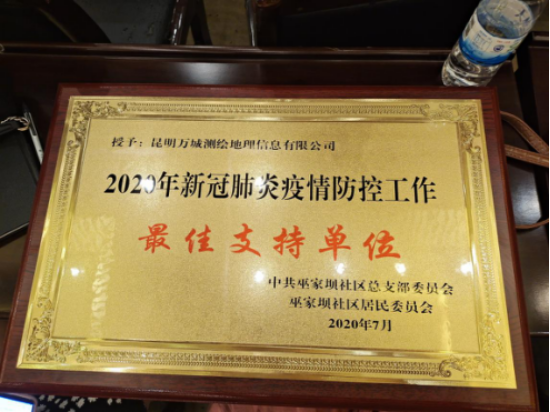 授予：昆明万城测绘地理信息有限公司
2020年新冠肺炎疫情防控工作
最佳支持单位
中共巫家坝社区总支部委员会
巫家坝社区居民委员会
2020年7月